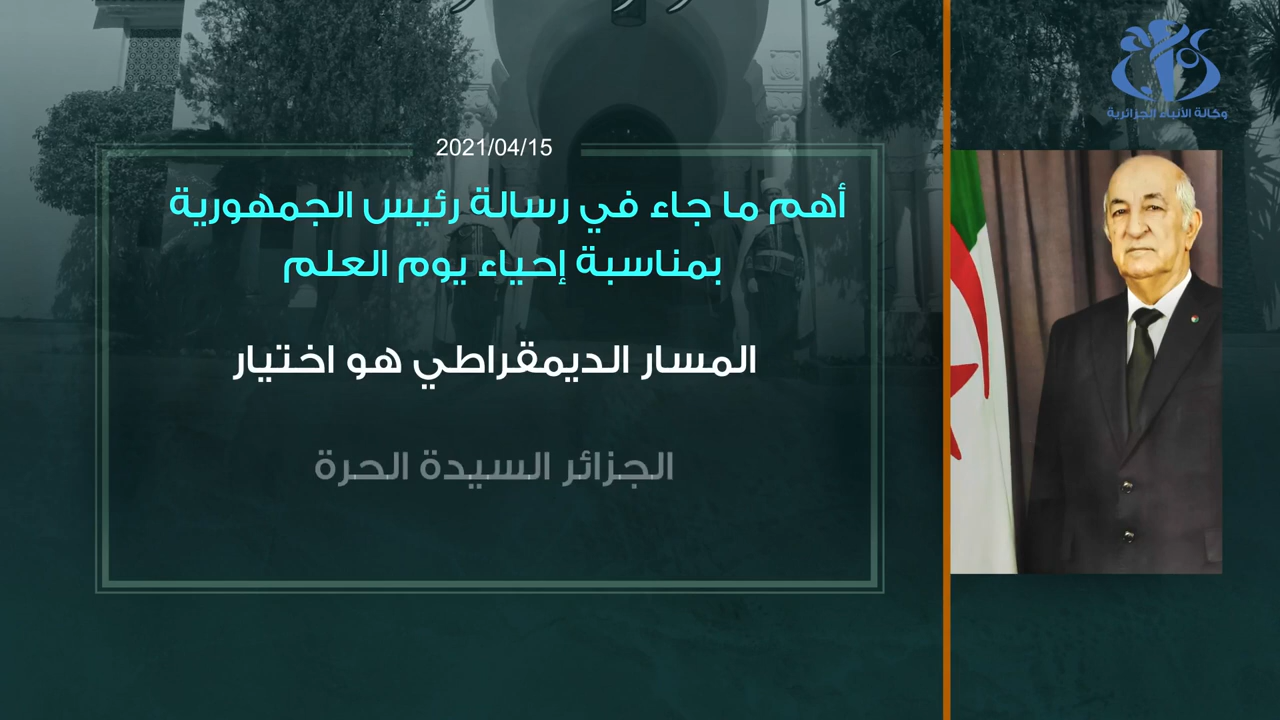 وكالة الأنباء الجزائرية
2021/04/15
أهم ما جاء في رسالة رئيس الجمهورية
بمناسبة إحياء يوم العلم
المسار الديمقراطي هو اختيار
الجزائر السيدة الحرة